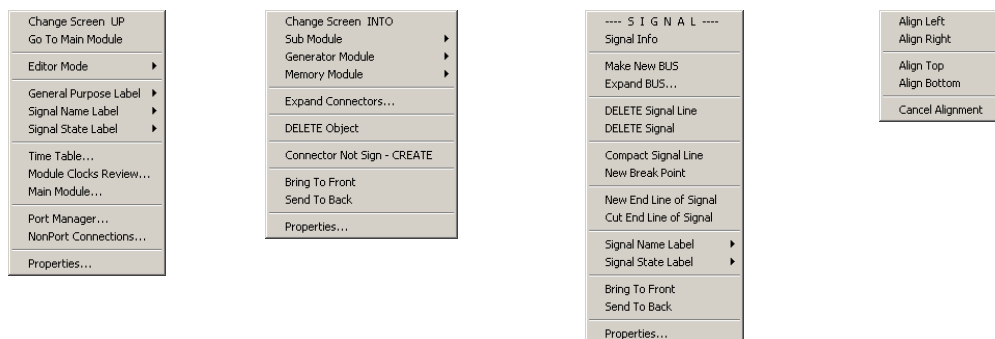 Change Screen  UP
Go To Main Module
Editor Mode
General Purpose Label
Signal Name Label
Signal State Label
Time Table...
Module Clocks Review...
Main Module...
Port Manager...
NonPort Connections...
Properties...
Change Screen  INTO
Sub Module
Generator Module
Memory Module
Expand Connectors...
DELETE Object
Connector Not Sign - CREATE
Bring To Front
Send To Back
Properties...
---- S I G N A L ----
Signal Info
Make New BUS
Expand BUS...
DELETE Signal Line
DELETE Signal
Compact Signal Line
New Break Point
New End Line of Signal
Cut End Line of Signal
Signal Name Label
Signal State Label
Bring To Front
Send To Back
Properties...
Align Left
Align Right
Align Top
Align Bottom
Cancel Alignment